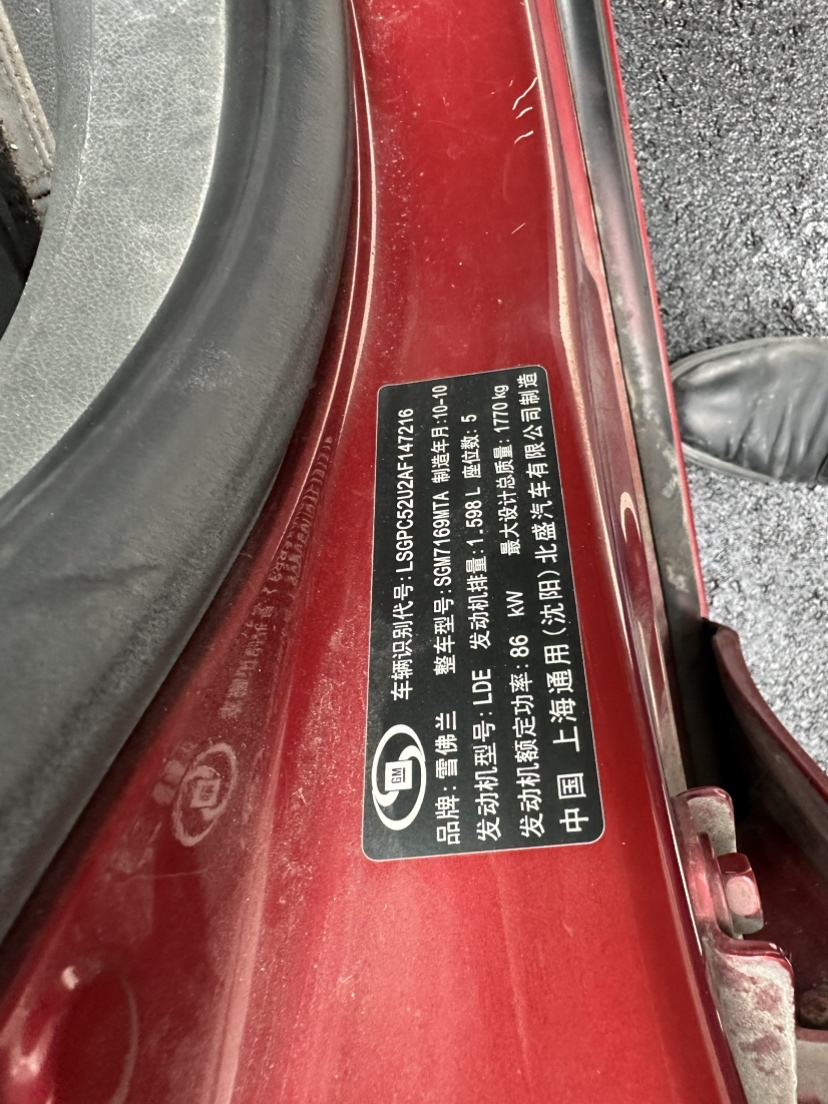 车辆识别代号:LSGPC52U2AF147216
品牌:雪佛兰 整车型号:SGM7169MTA 制造年月:10-10
发动机型号:LDE 发动机排量:1.598L 座位数:5
发动机额定功率:86 kW 最大设计总质量:1770kg
中国 上海通用(沈阳)北盛汽车有限公司制造
GM